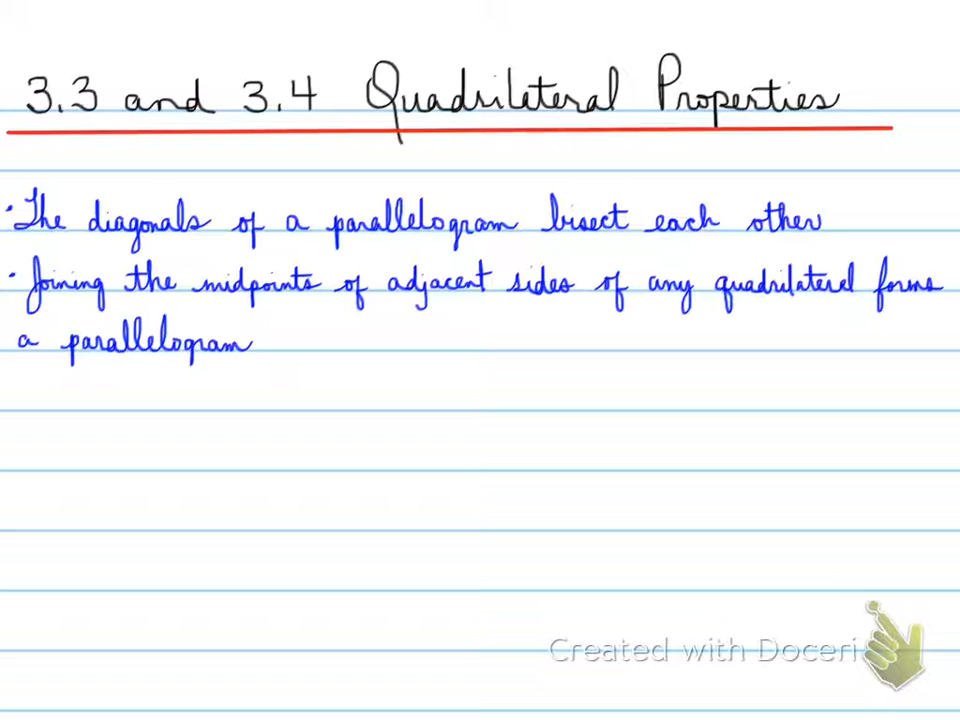 3.3 and 3.4 Quadrilateral Properties
• The diagonals of a parallelogram bisect each other
• Joining the midpoints of adjacent sides of any quadrilateral forms
a parallelogram
Created with Doceri